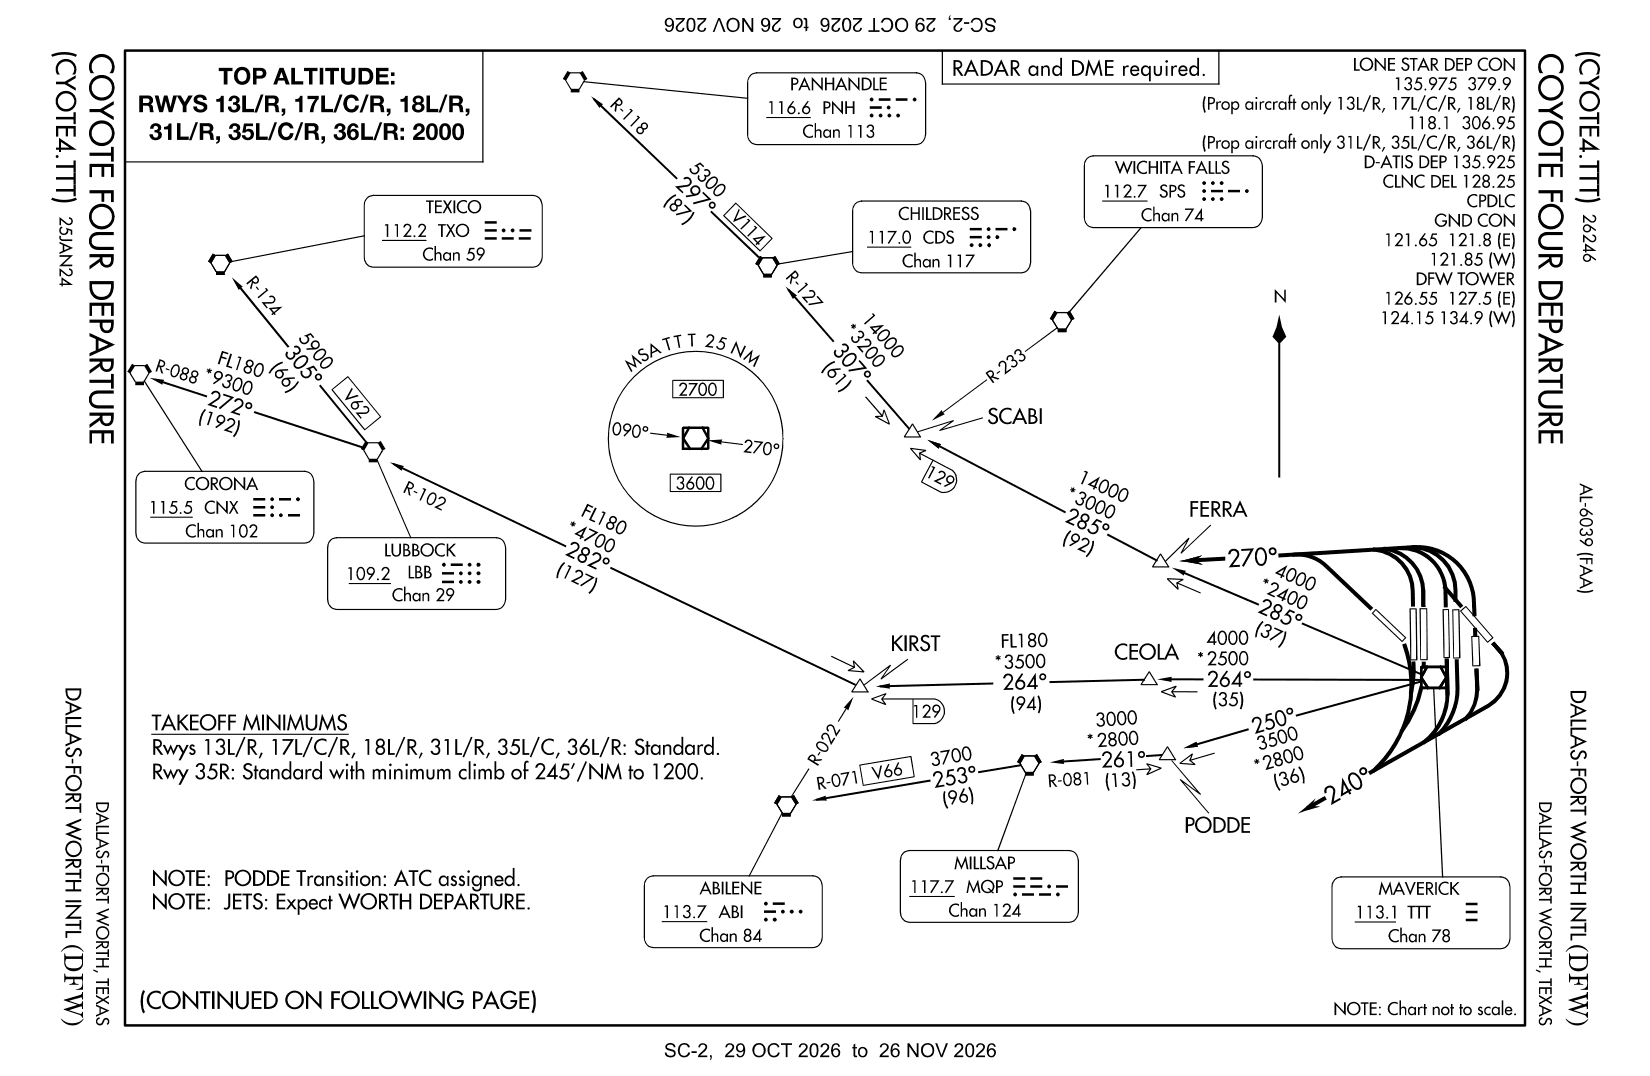 SC-2, 29 OCT 2026 to 26 NOV 2026
(CYOTE4.TTT) 25JAN24
COYOTE FOUR DEPARTURE
DALLAS-FORT WORTH INTL (DFW)
DALLAS-FORT WORTH, TEXAS
(CYOTE4.TTT) 26246
COYOTE FOUR DEPARTURE
AL-6039 (FAA)
DALLAS-FORT WORTH INTL (DFW)
DALLAS-FORT WORTH, TEXAS
TOP ALTITUDE:
RWYS 13L/R, 17L/C/R, 18L/R,
31L/R, 35L/C/R, 36L/R: 2000
RADAR and DME required.
LONE STAR DEP CON
135.975 379.9
(Prop aircraft only 13L/R, 17L/C/R, 18L/R)
118.1 306.95
(Prop aircraft only 31L/R, 35L/C/R, 36L/R)
D-ATIS DEP 135.925
CLNC DEL 128.25
CPDLC
GND CON
121.65 121.8 (E)
121.85 (W)
DFW TOWER
126.55 127.5 (E)
124.15 134.9 (W)
PANHANDLE
116.6 PNH
Chan 113
R-118
5300
297°
(87)
V114
WICHITA FALLS
112.7 SPS
Chan 74
R-233
TEXICO
112.2 TXO
Chan 59
CHILDRESS
117.0 CDS
Chan 117
R-127
14000
*3200
307°
(61)
R-124
5900
305°
(66)
V62
R-088
FL180
*9300
272°
(192)
MSA TTT 25 NM
2700
090°
270°
3600
N
SCABI
129
14000
*3000
285°
(92)
FERRA
270°
4000
*2400
285°
(37)
CORONA
115.5 CNX
Chan 102
R-102
LUBBOCK
109.2 LBB
Chan 29
FL180
*4700
282°
(127)
KIRST
129
FL180
*3500
264°
(94)
CEOLA
4000
*2500
264°
(35)
250°
3500
*2800
(36)
240°
3000
*2800
261°
(13)
R-081
PODDE
R-022
R-071
V66
3700
253°
(96)
TAKEOFF MINIMUMS
Rwys 13L/R, 17L/C/R, 18L/R, 31L/R, 35L/C, 36L/R: Standard.
Rwy 35R: Standard with minimum climb of 245'/NM to 1200.
NOTE: PODDE Transition: ATC assigned.
NOTE: JETS: Expect WORTH DEPARTURE.
ABILENE
113.7 ABI
Chan 84
MILLSAP
117.7 MQP
Chan 124
MAVERICK
113.1 TTT
Chan 78
(CONTINUED ON FOLLOWING PAGE)
NOTE: Chart not to scale.
SC-2, 29 OCT 2026 to 26 NOV 2026